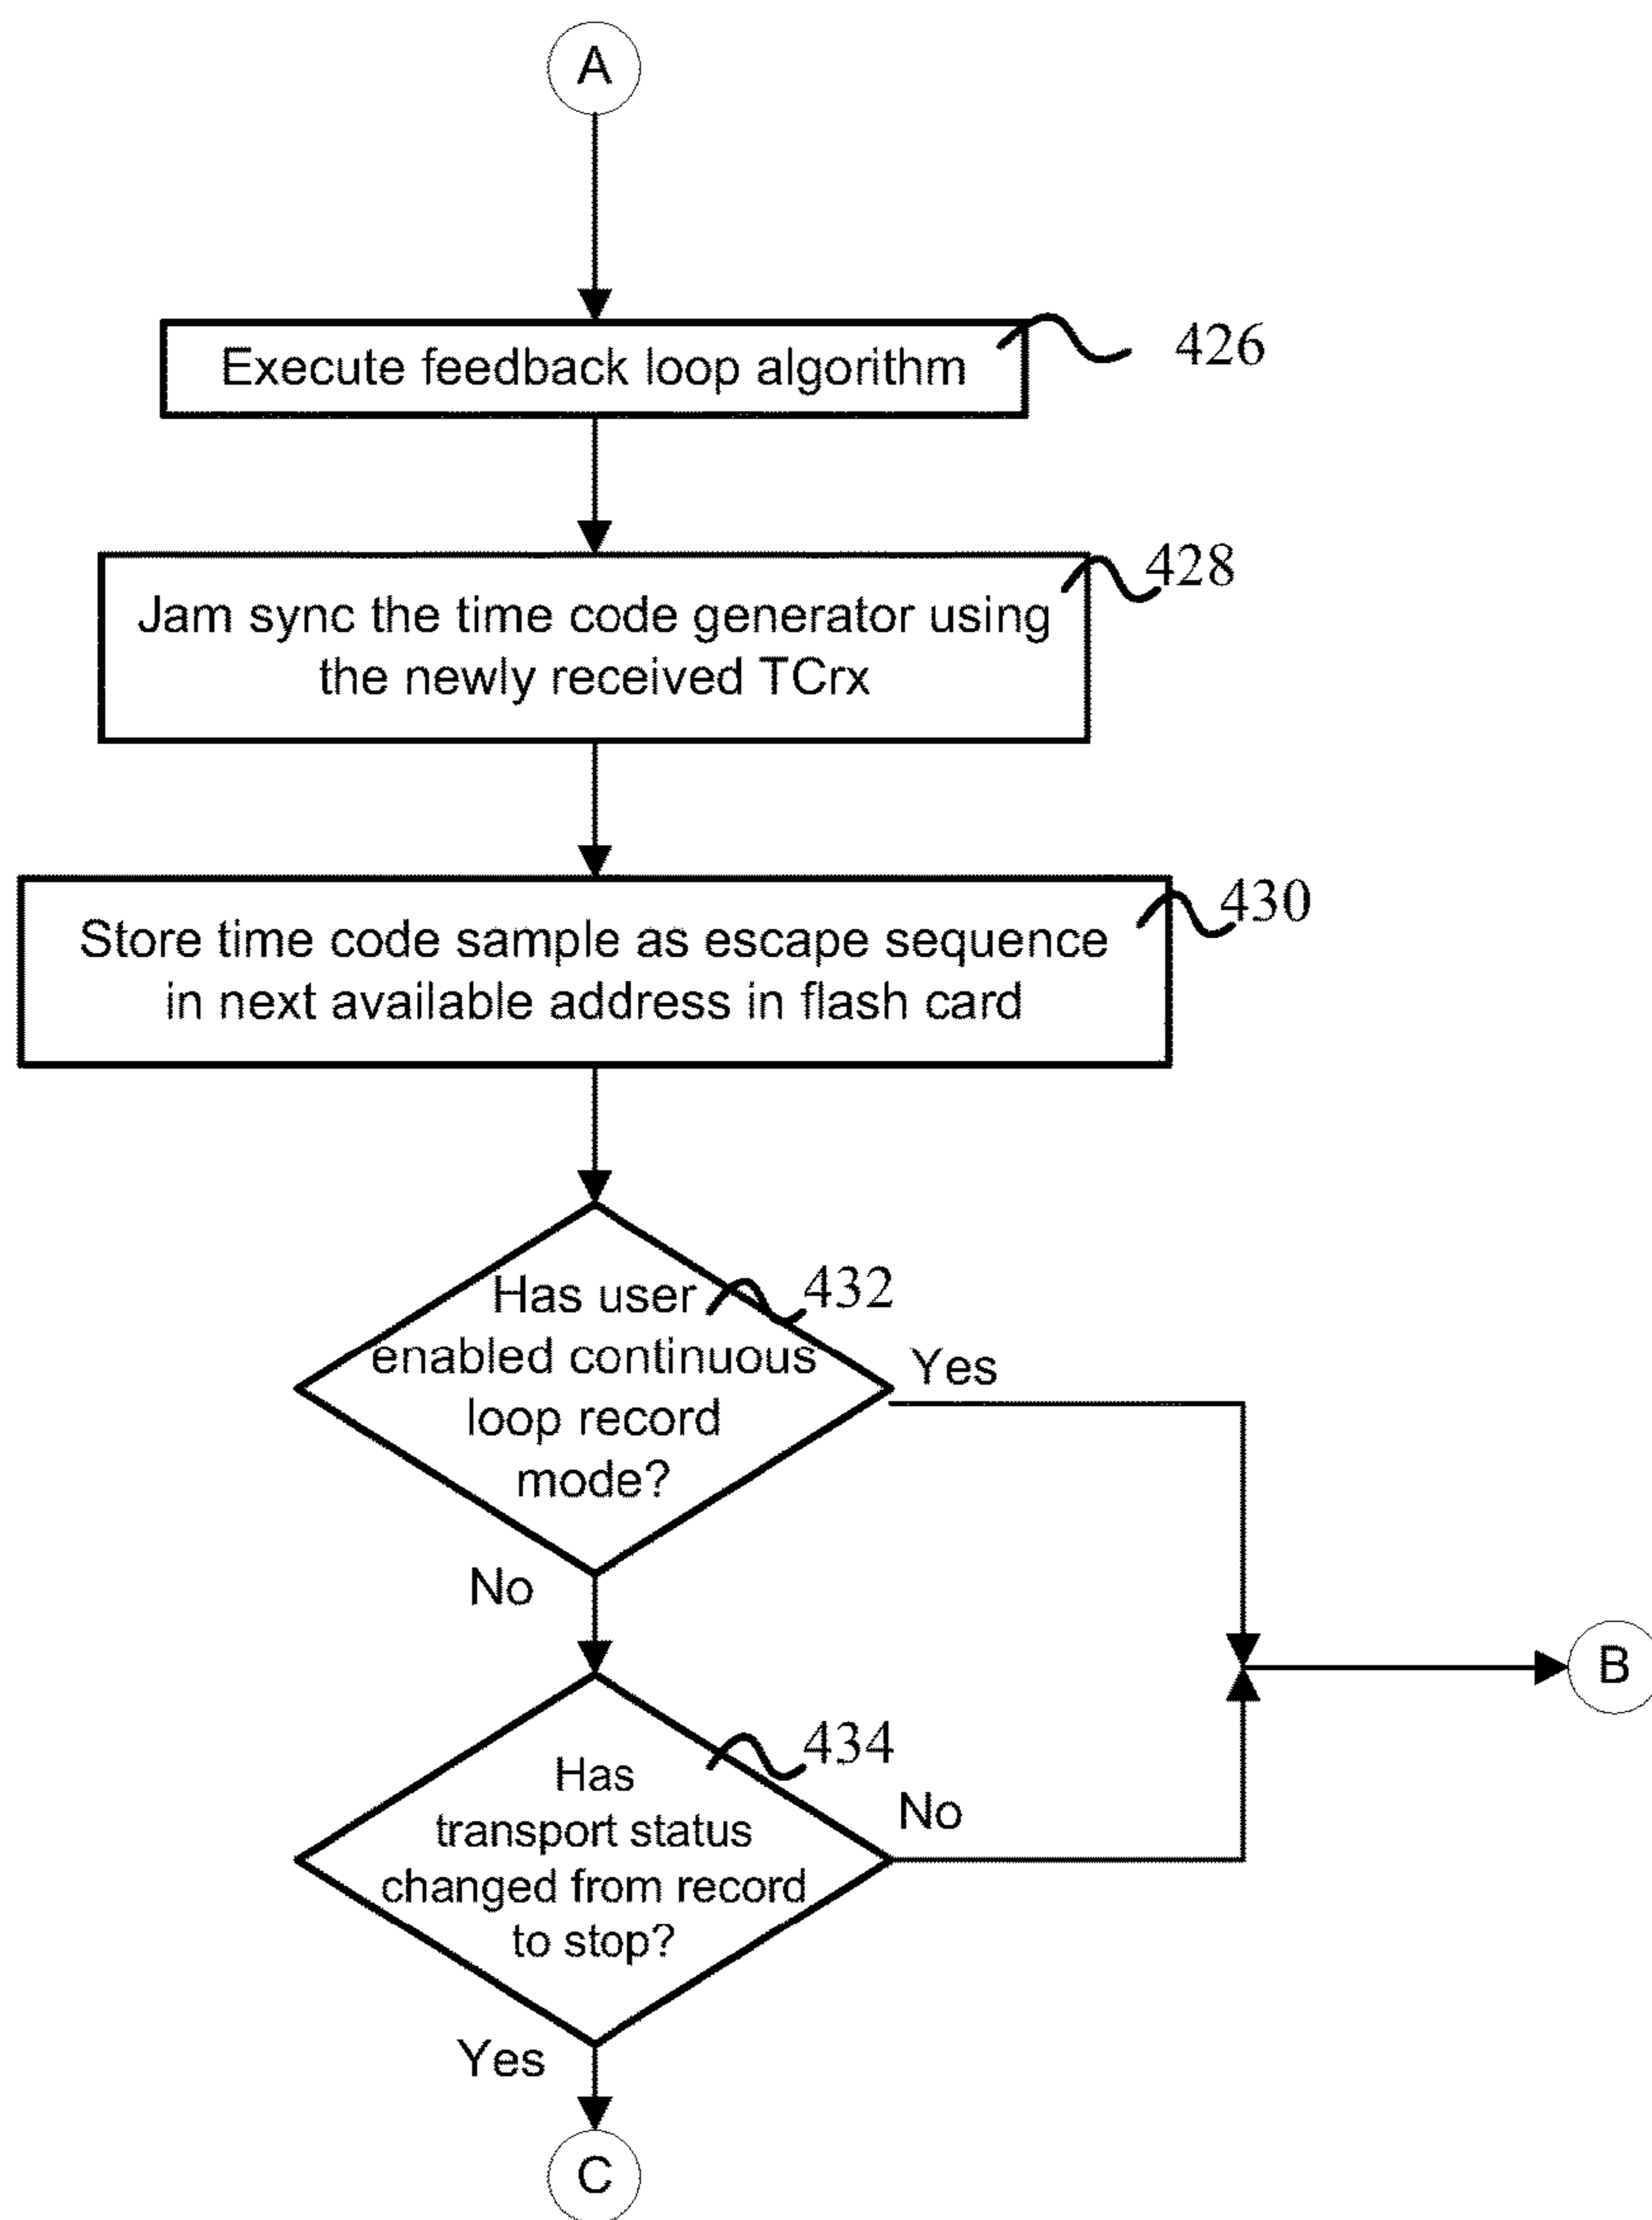 A
Execute feedback loop algorithm
426
Jam sync the time code generator using
the newly received TCrx
428
Store time code sample as escape sequence
in next available address in flash card
430
Has user
enabled continuous
loop record
mode?
432
Yes
No
B
Has
transport status
changed from record
to stop?
434
No
Yes
C